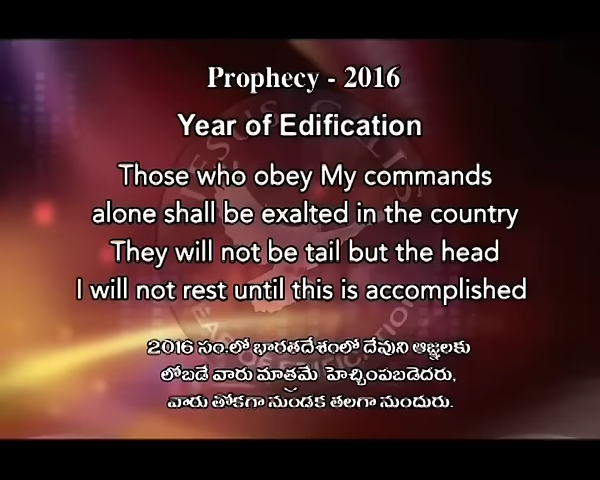 Prophecy - 2016
Year of Edification
Those who obey My commands
alone shall be exalted in the country
They will not be tail but the head
I will not rest until this is accomplished
2016 సం.లో భారతదేశంలో దేవుని ఆజ్ఞలకు
లోబడే వారు మాత్రమే హెచ్చింపబడెదరు,
వారు తోకగా నుండక తలగా నుందురు.